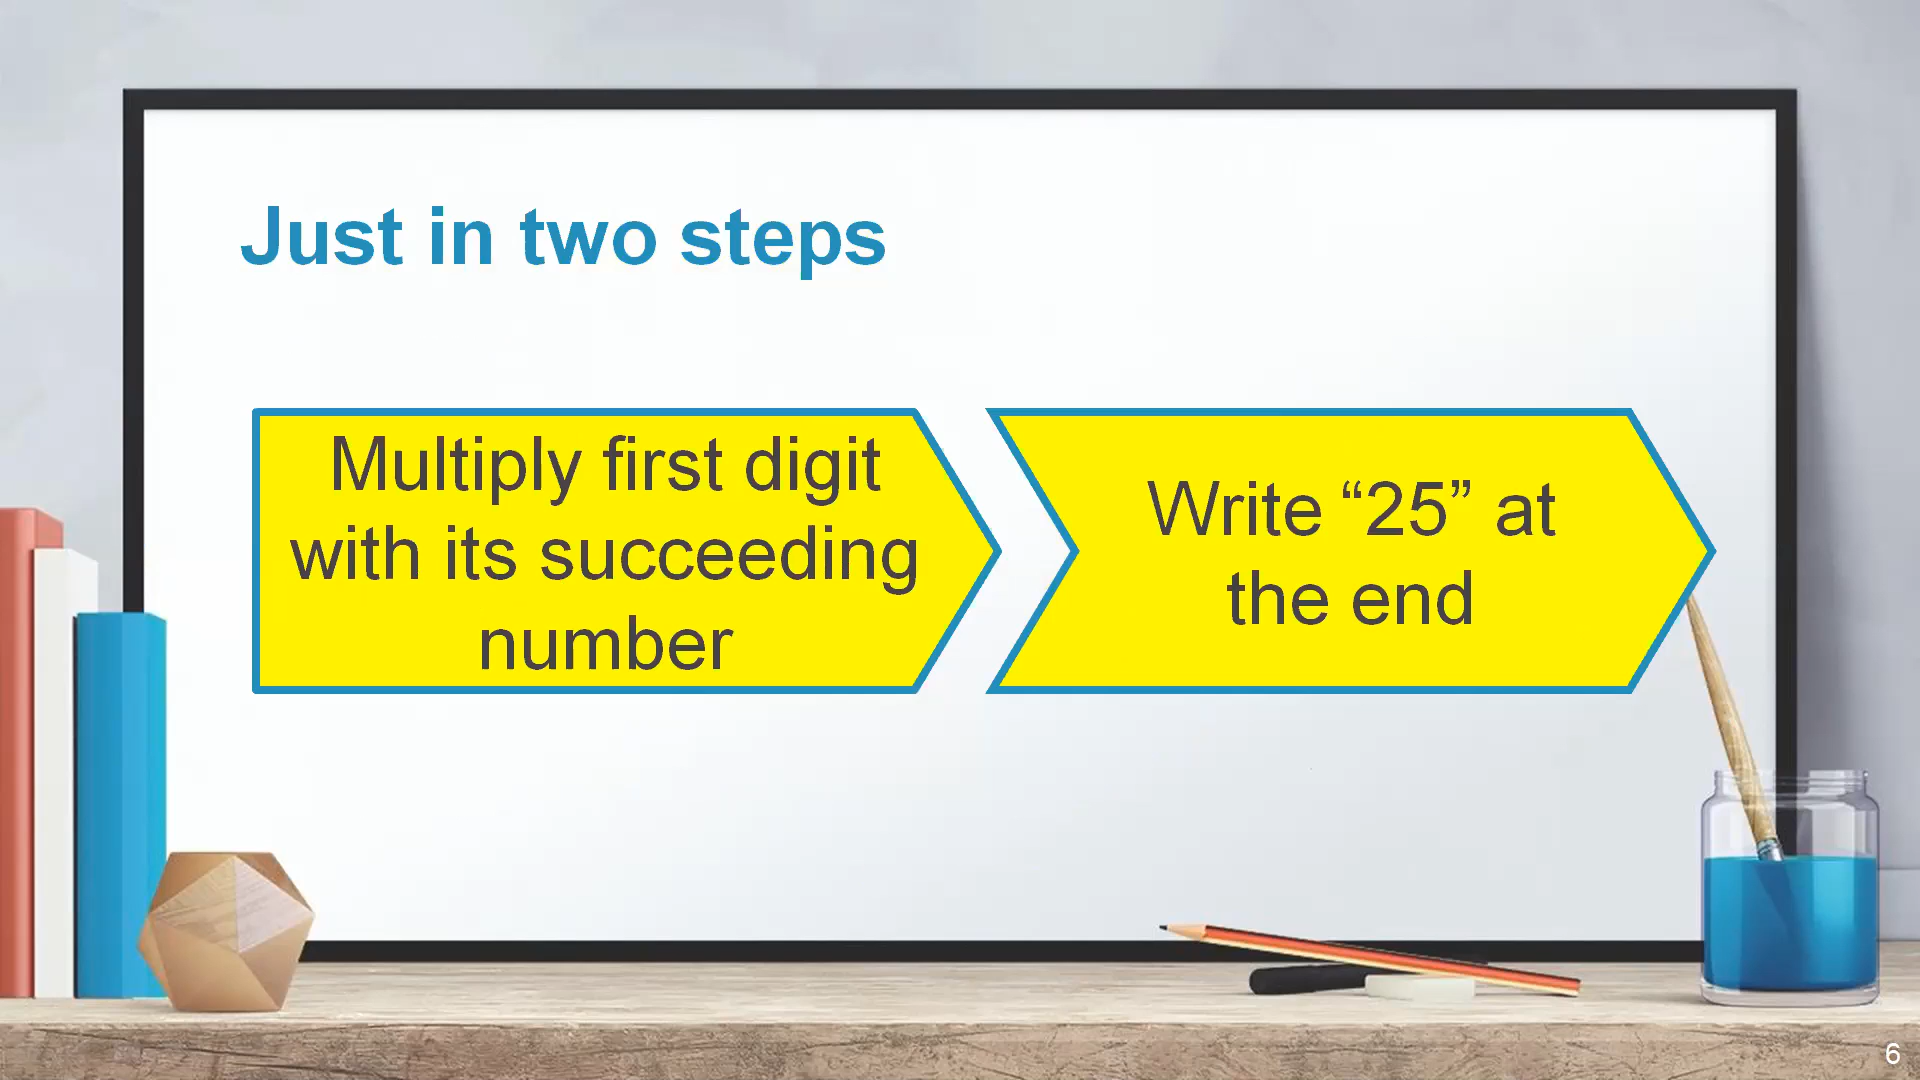 Just in two steps
Multiply first digit
with its succeeding
number
Write “25” at
the end
6